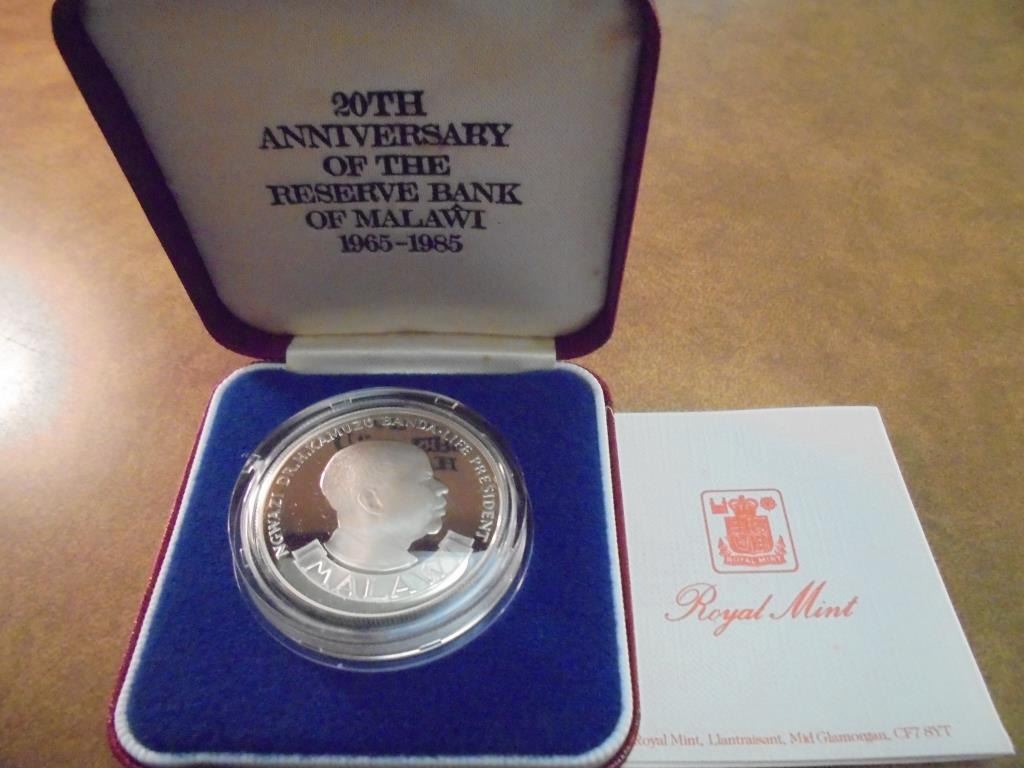 20TH
ANNIVERSARY
OF THE
RESERVE BANK
OF MALAŴI
1965-1985
NGWAZI DR.H.KAMUZU BANDA·LIFE PRESIDENT
MALAWI
ROYAL MINT
Royal Mint
Royal Mint, Llantraisant, Mid Glamorgan, CF7 8YT